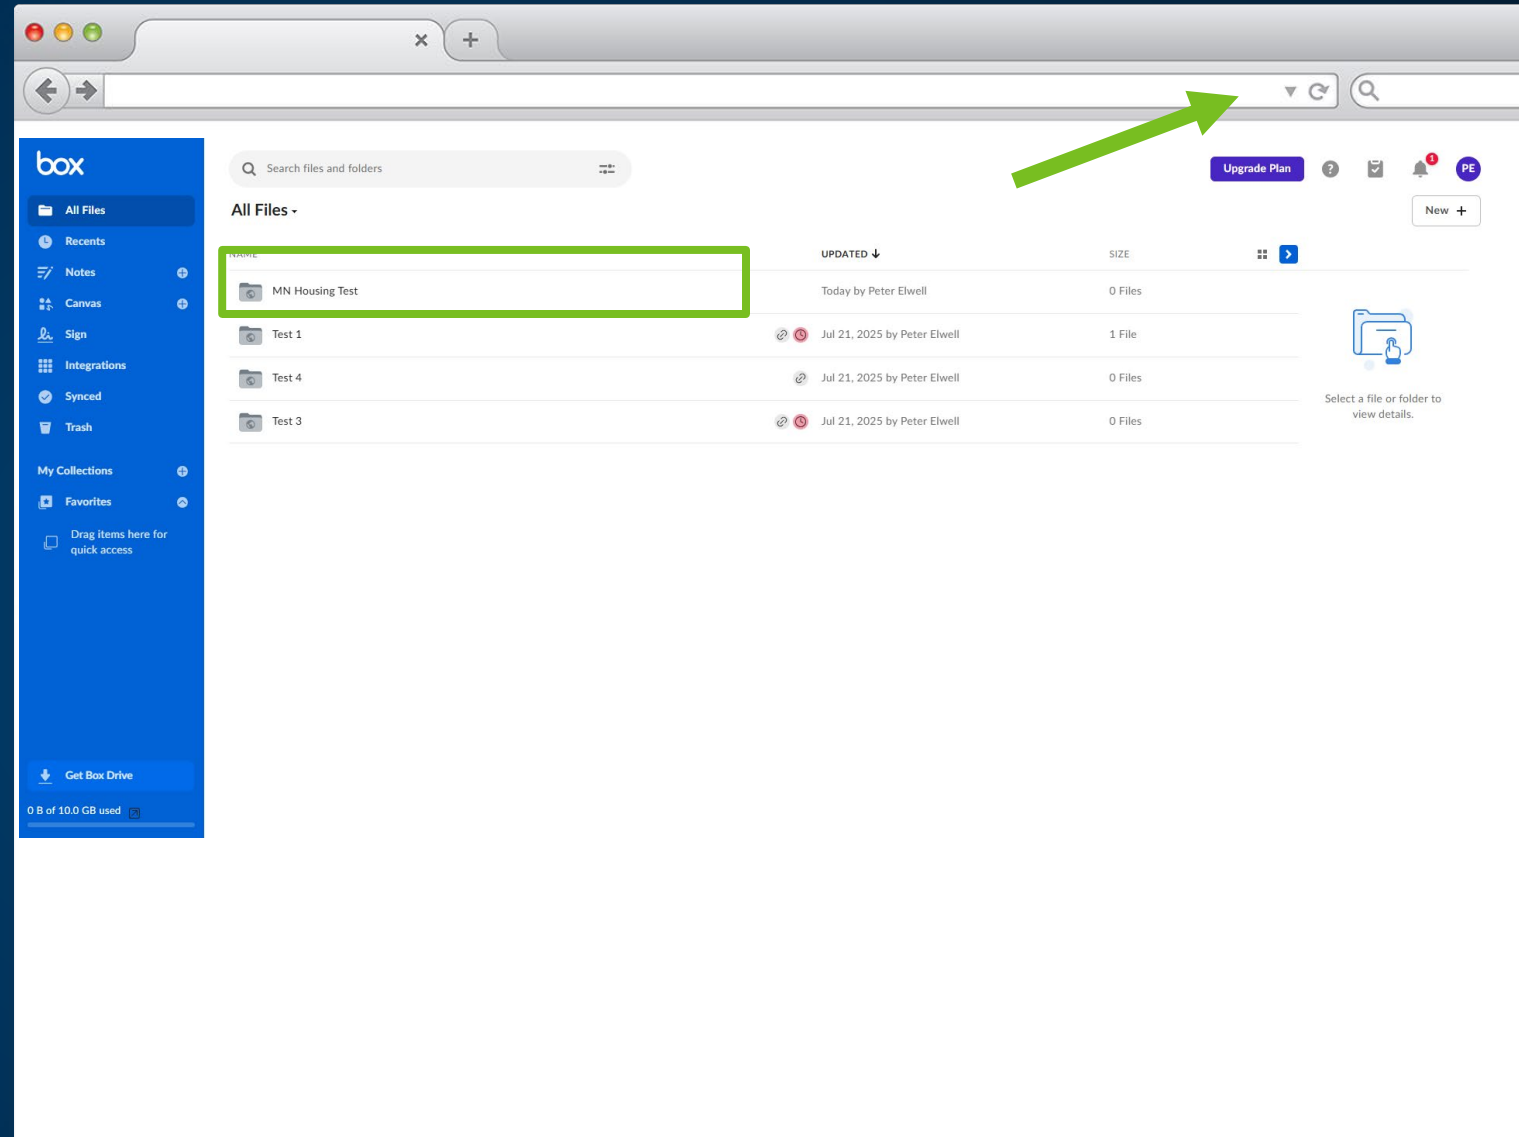 box
Search files and folders
Upgrade Plan
?
1
PE
All Files
All Files
New +
Recents
Notes
Canvas
Sign
Integrations
Synced
Trash
My Collections
Favorites
Drag items here for
quick access
Get Box Drive
0 B of 10.0 GB used
NAME
UPDATED
SIZE
MN Housing Test
Today by Peter Elwell
0 Files
Test 1
Jul 21, 2025 by Peter Elwell
1 File
Test 4
Jul 21, 2025 by Peter Elwell
0 Files
Test 3
Jul 21, 2025 by Peter Elwell
0 Files
Select a file or folder to
view details.